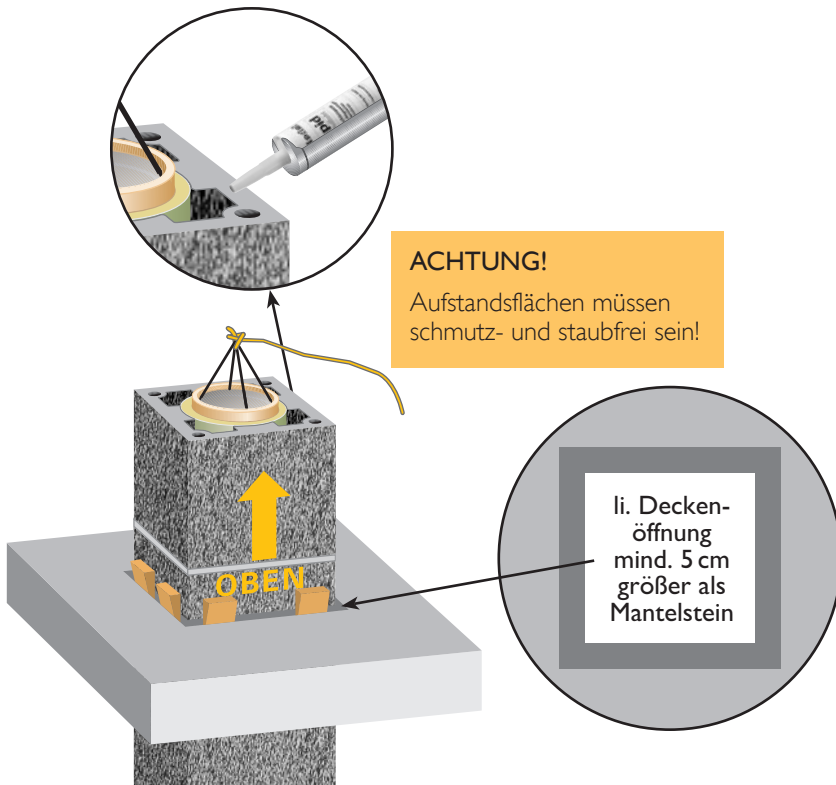 ACHTUNG!
Aufstandsflächen müssen
schmutz- und staubfrei sein!
OBEN
li. Decken-
öffnung
mind. 5 cm
größer als
Mantelstein